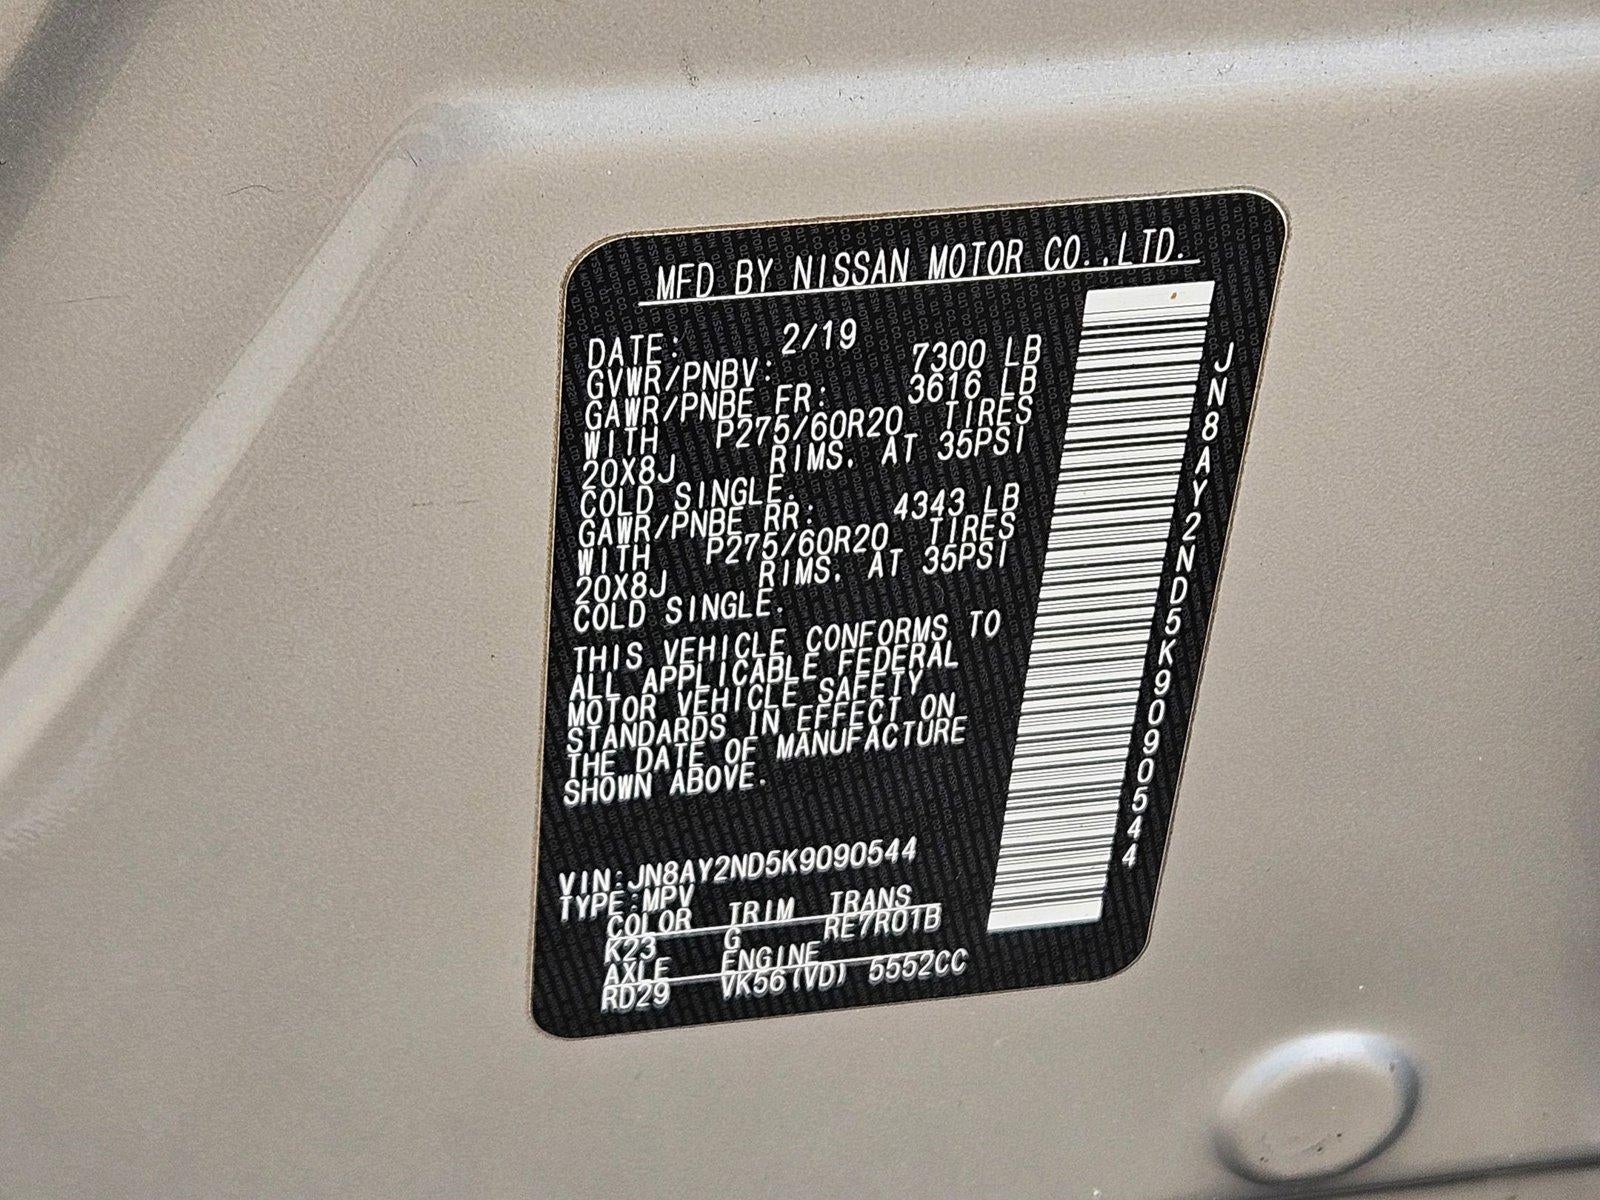 MFD BY NISSAN MOTOR CO.,LTD.
DATE: 2/19
GVWR/PNBV: 7300 LB
GAWR/PNBE FR: 3616 LB
WITH P275/60R20 TIRES
20X8J RIMS, AT 35PSI
COLD SINGLE.
GAWR/PNBE RR: 4343 LB
WITH P275/60R20 TIRES
20X8J RIMS, AT 35PSI
COLD SINGLE.
THIS VEHICLE CONFORMS TO
ALL APPLICABLE FEDERAL
MOTOR VEHICLE SAFETY
STANDARDS IN EFFECT ON
THE DATE OF MANUFACTURE
SHOWN ABOVE.
VIN:JN8AY2ND5K9090544
TYPE:MPV
COLOR TRIM TRANS
K23 G RE7R01B
AXLE ENGINE
RD29 VK56(VD) 5552CC
JN8AY2ND5K9090544